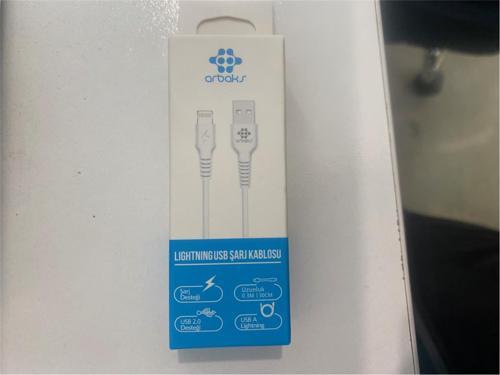 arbaks
arbaks
LIGHTNING USB ŞARJ KABLOSU
Şarj
Desteği
Uzunluk
0.3M | 30CM
USB 2.0
Desteği
USB A
Lightning